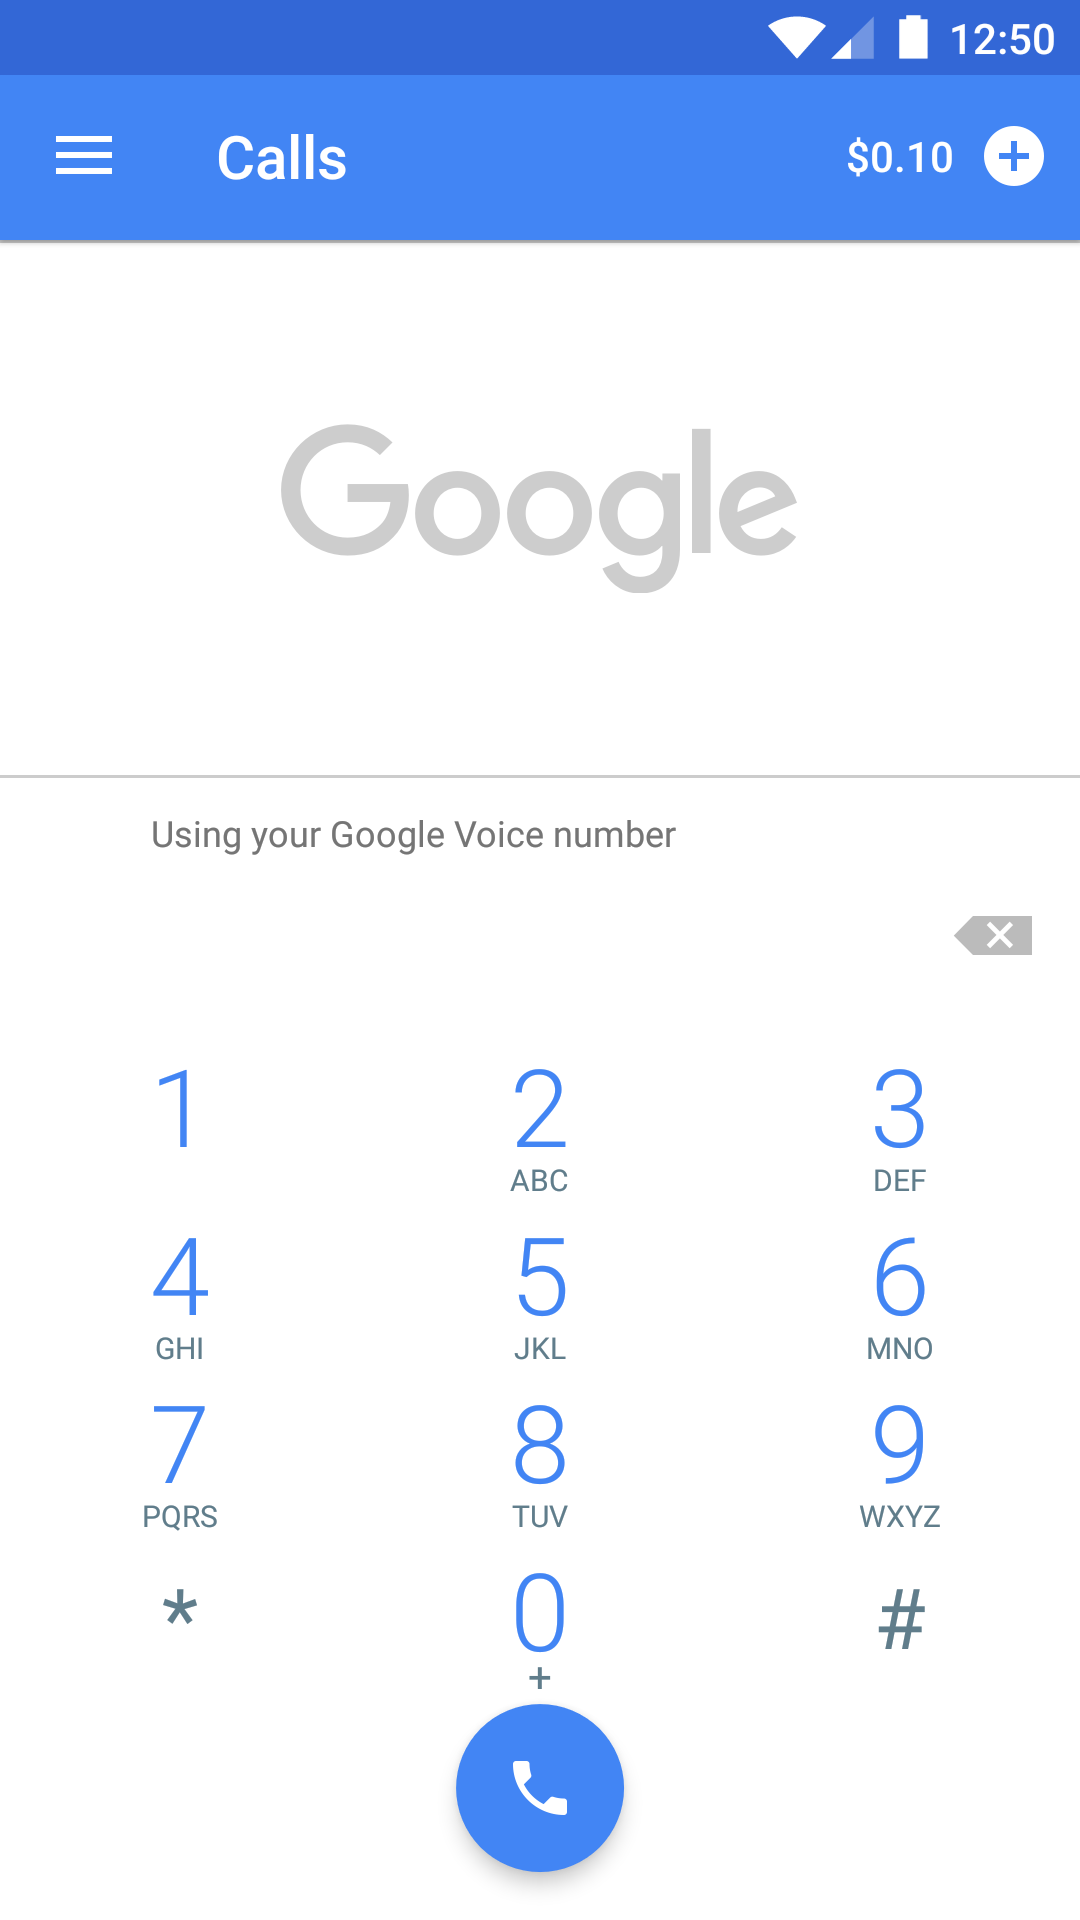 12:50
Calls
$0.10
Google
Using your Google Voice number
1 2 3
ABC DEF
4 5 6
GHI JKL MNO
7 8 9
PQRS TUV WXYZ
* 0 #
+